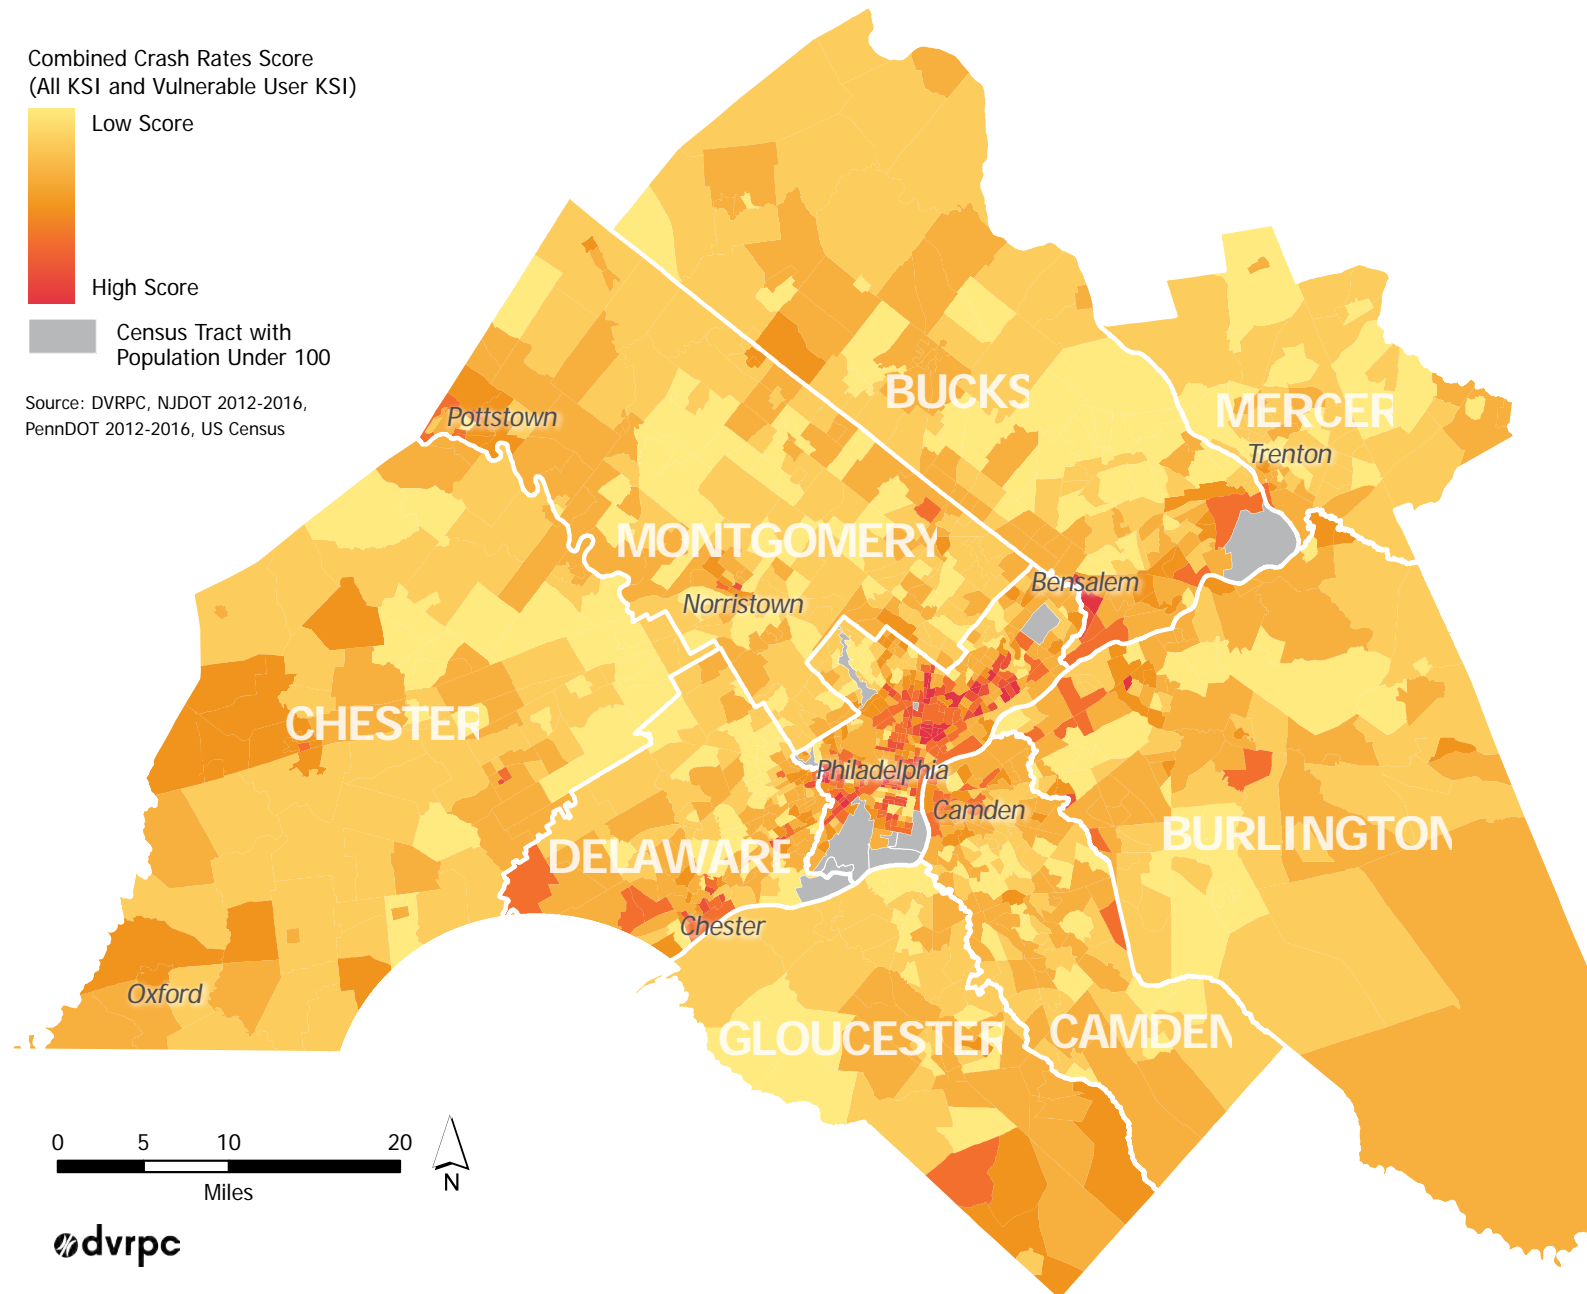 Combined Crash Rates Score
(All KSI and Vulnerable User KSI)
Low Score
High Score
Census Tract with
Population Under 100
Source: DVRPC, NJDOT 2012-2016,
PennDOT 2012-2016, US Census
BUCKS
MERCER
Pottstown
Trenton
MONTGOMERY
Bensalem
Norristown
CHESTER
Philadelphia
Camden
BURLINGTON
DELAWARE
Chester
Oxford
GLOUCESTER
CAMDEN
0 5 10 20
Miles
N
dvrpc